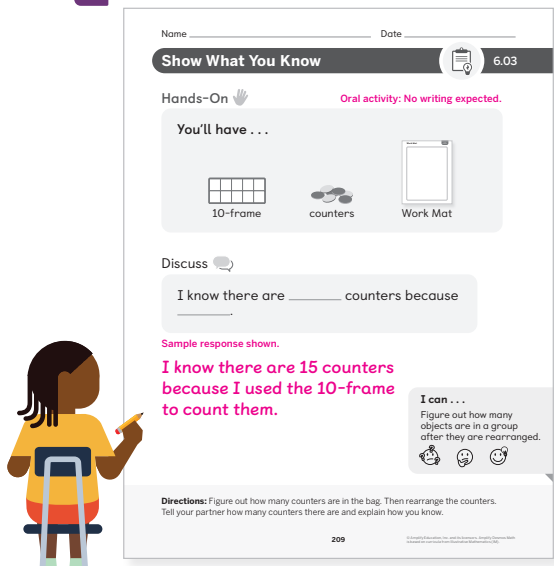 Name Date
Show What You Know 6.03
Hands-On Oral activity: No writing expected.
You'll have . . .
10-frame counters Work Mat
Discuss
I know there are ________ counters because
________.
Sample response shown.
I know there are 15 counters
because I used the 10-frame
to count them.
I can . . .
Figure out how many
objects are in a group
after they are rearranged.
Directions: Figure out how many counters are in the bag. Then rearrange the counters.
Tell your partner how many counters there are and explain how you know.
209